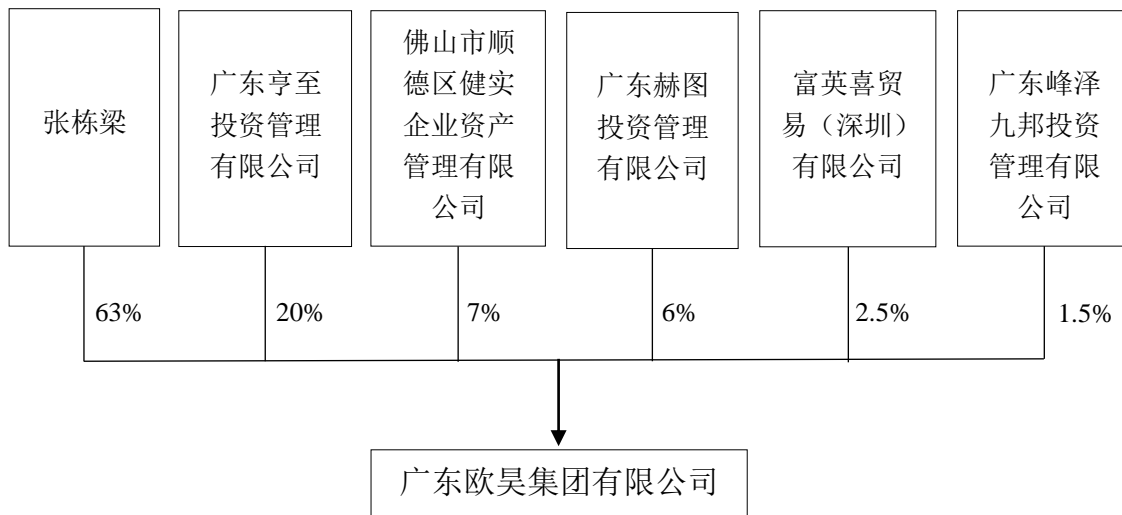 张栋梁
广东亨至
投资管理
有限公司
佛山市顺
德区健实
企业资产
管理有限
公司
广东赫图
投资管理
有限公司
富英喜贸
易（深圳）
有限公司
广东峰泽
九邦投资
管理有限
公司
63%
20%
7%
6%
2.5%
1.5%
广东欧昊集团有限公司